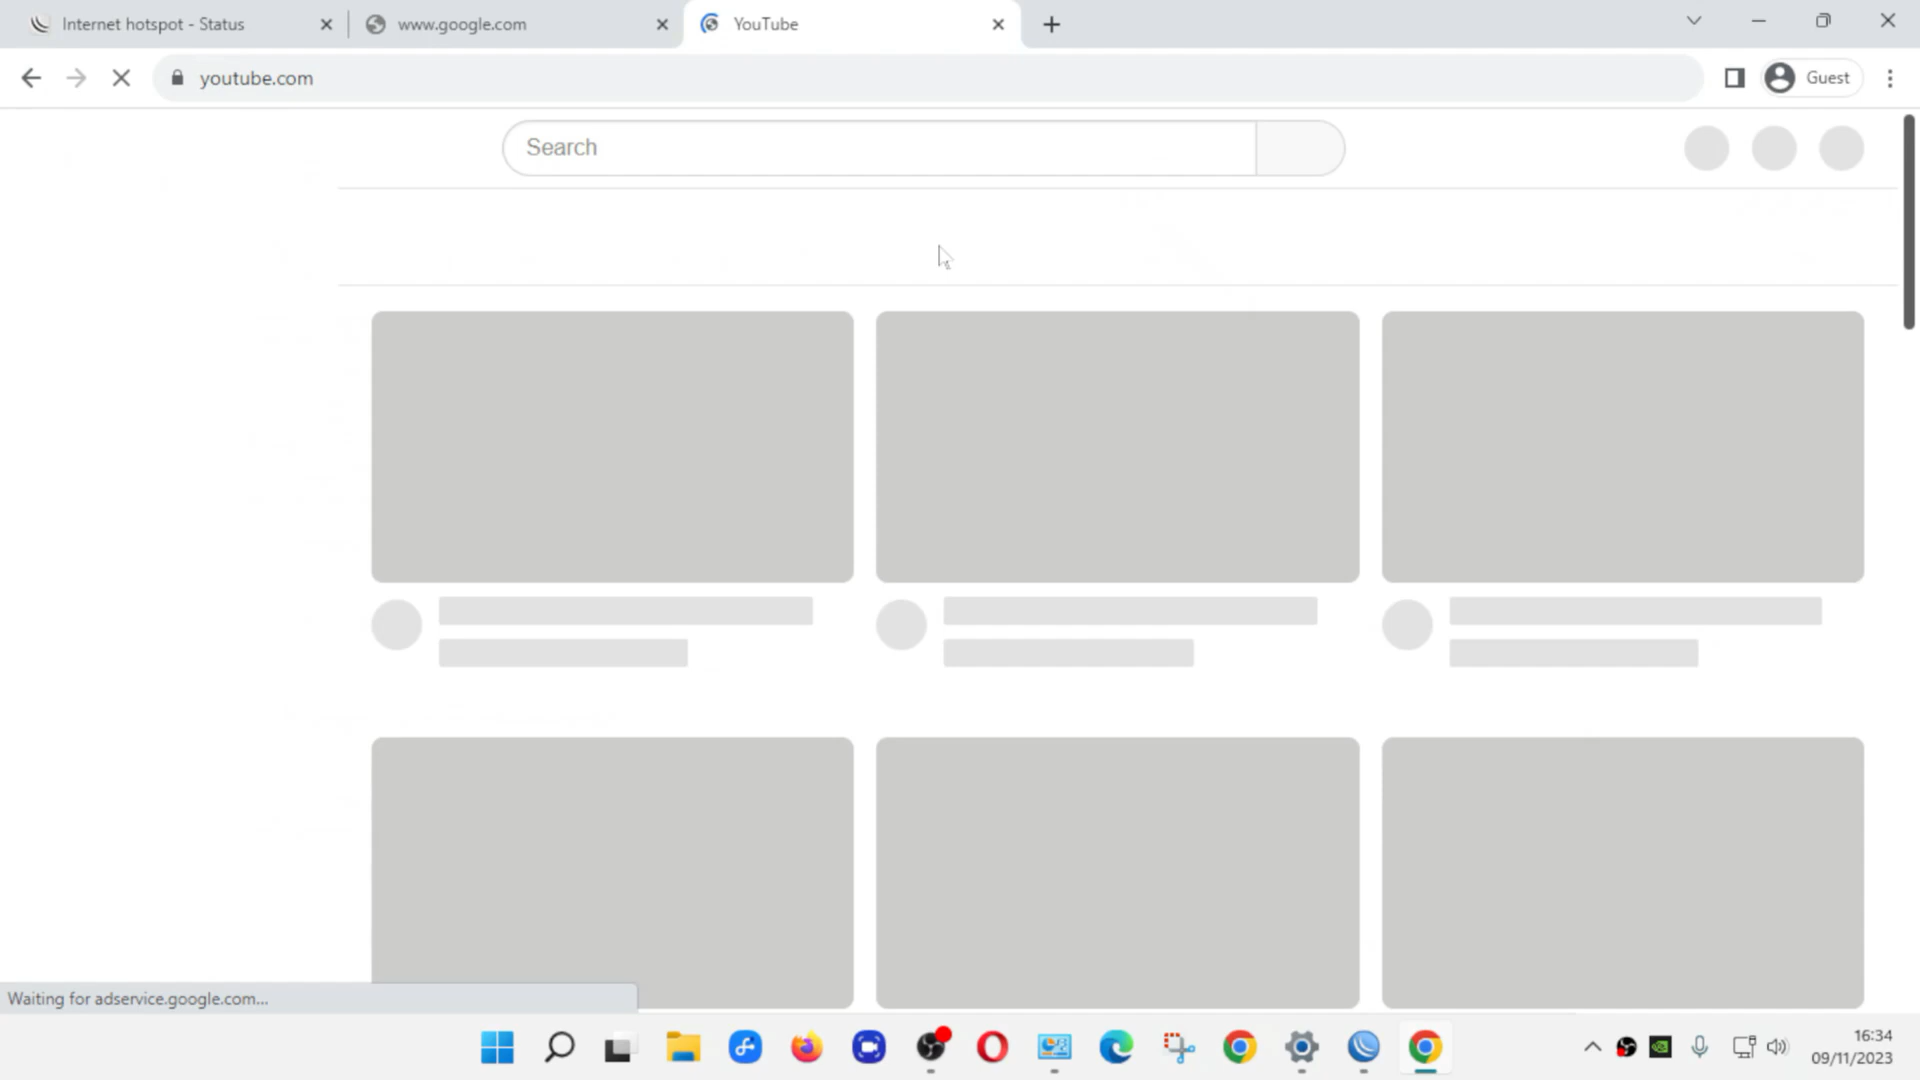 Internet hotspot - Status
www.google.com
YouTube
youtube.com
Guest
Search
Waiting for adservice.google.com...
16:34
09/11/2023